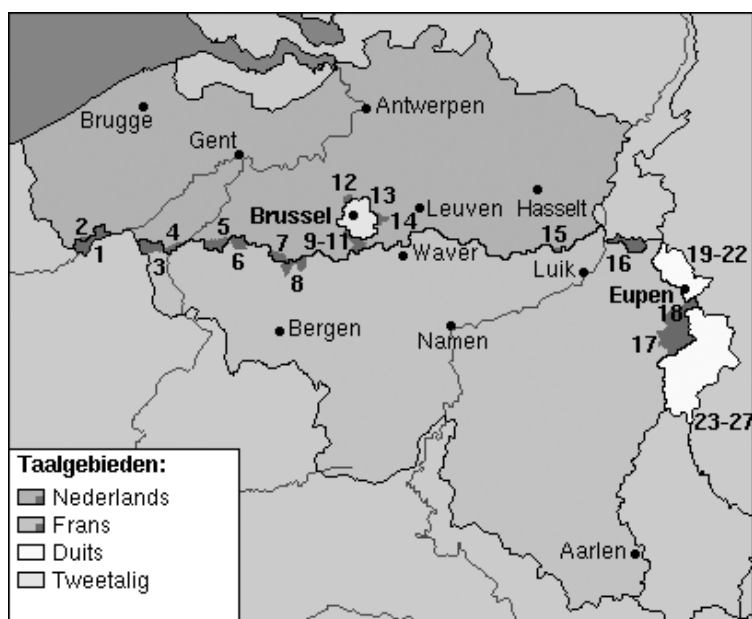 Brugge
Antwerpen
Gent
12
13
Brussel
14
Leuven
Hasselt
2
1
4
3
5
6
7
8
9-11
Waver
15
16
Luik
19-22
Eupen
18
17
Bergen
Namen
23-27
Aarlen
Taalgebieden:
Nederlands
Frans
Duits
Tweetalig